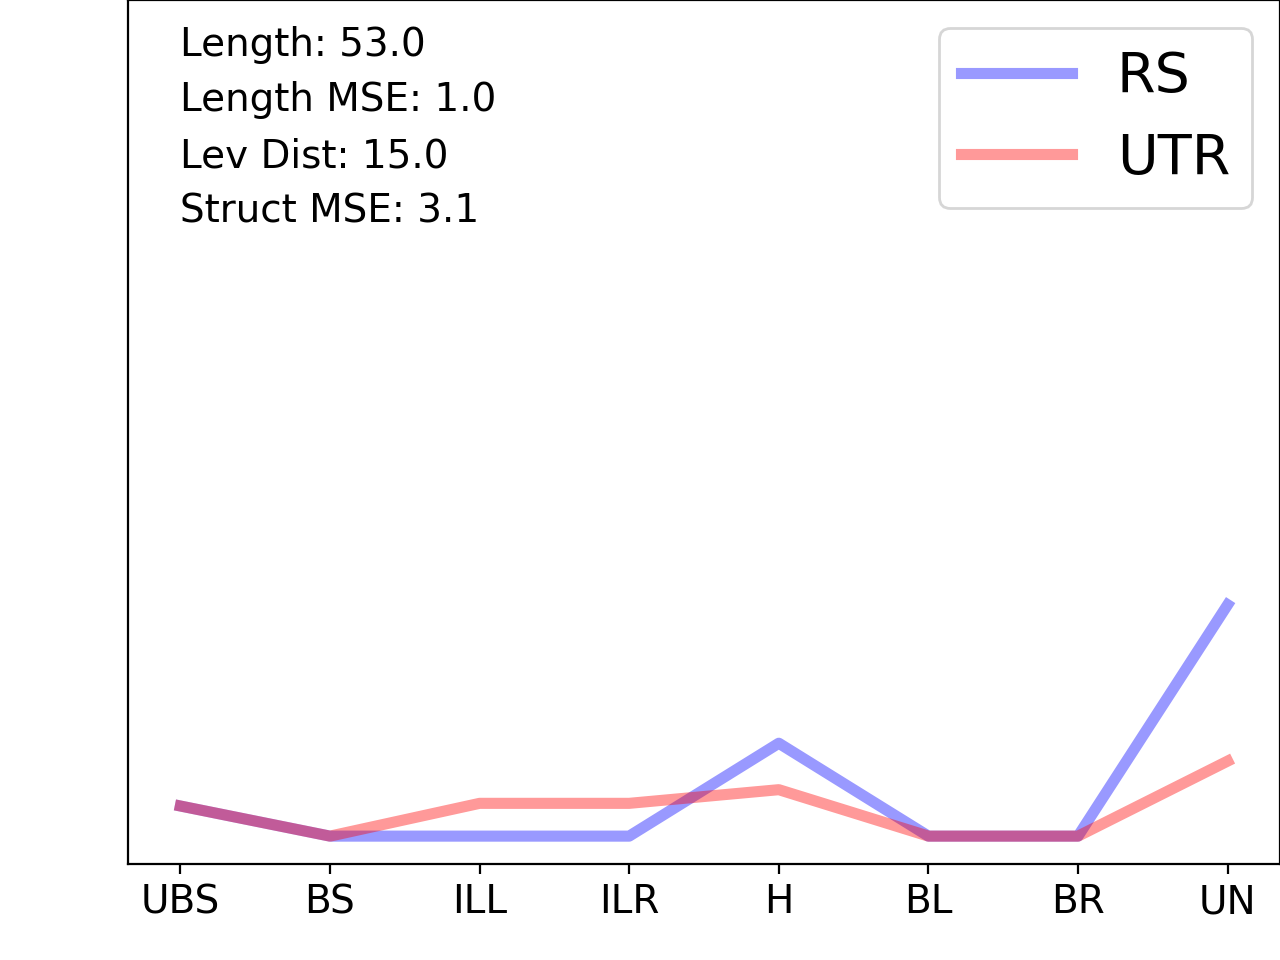 Length: 53.0
Length MSE: 1.0
Lev Dist: 15.0
Struct MSE: 3.1
RS
UTR
UBS BS ILL ILR H BL BR UN